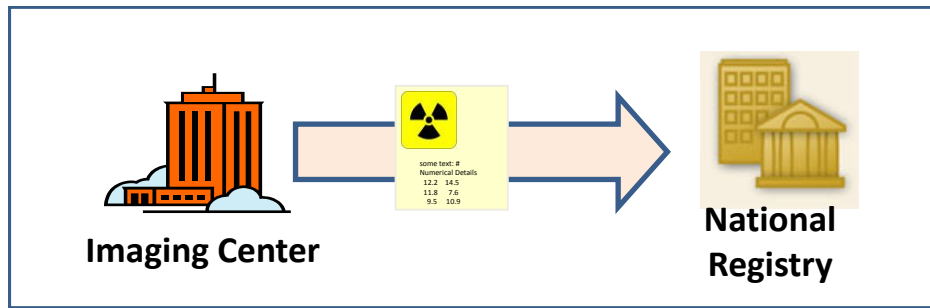 some text: #
Numerical Details
12.2 14.5
11.8 7.6
9.5 10.9
Imaging Center
National
Registry